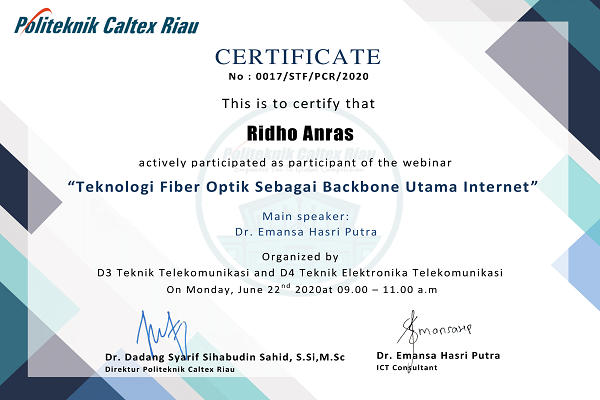 Politeknik Caltex Riau
CERTIFICATE
No : 0017/STF/PCR/2020
This is to certify that
Ridho Anras
Politeknik Caltex Riau
actively participated as participant of the webinar
“Teknologi Fiber Optik Sebagai Backbone Utama Internet”
Main speaker:
Dr. Emansa Hasri Putra
Organized by
D3 Teknik Telekomunikasi and D4 Teknik Elektronika Telekomunikasi
On Monday, June 22nd 2020at 09.00 – 11.00 a.m
Dr. Dadang Syarif Sihabudin Sahid, S.Si,M.Sc
Direktur Politeknik Caltex Riau
Dr. Emansa Hasri Putra
ICT Consultant